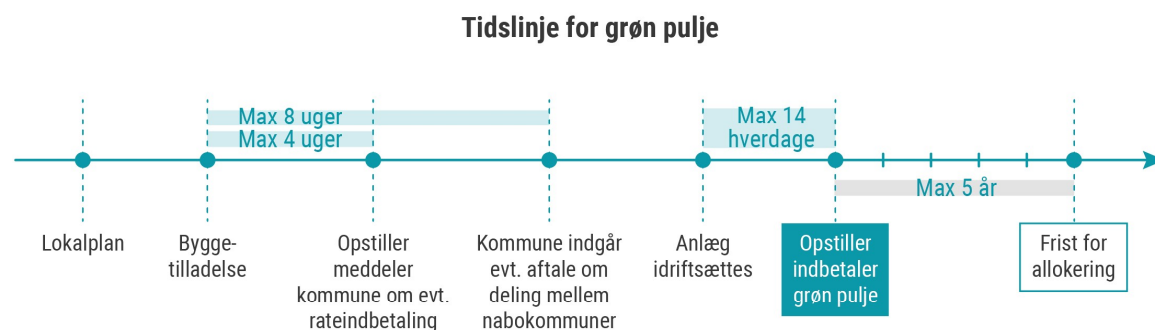 Tidslinje for grøn pulje
Max 8 uger
Max 4 uger
Max 14
hverdage
Max 5 år
Lokalplan
Bygge-
tilladelse
Opstiller
meddeler
kommune om evt.
rateindbetaling
Kommune indgår
evt. aftale om
deling mellem
nabokommuner
Anlæg
idriftsættes
Opstiller
indbetaler
grøn pulje
Frist for
allokering